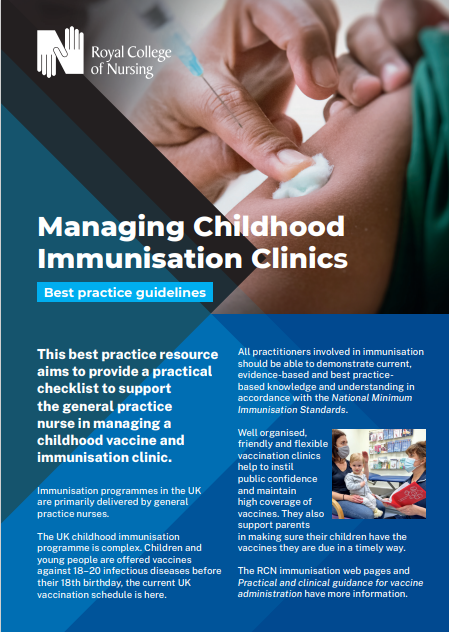 Royal College
of Nursing
Managing Childhood
Immunisation Clinics
Best practice guidelines
This best practice resource
aims to provide a practical
checklist to support
the general practice
nurse in managing a
childhood vaccine and
immunisation clinic.
Immunisation programmes in the UK
are primarily delivered by general
practice nurses.
The UK childhood immunisation
programme is complex. Children and
young people are offered vaccines
against 18–20 infectious diseases before
their 18th birthday, the current UK
vaccination schedule is here.
All practitioners involved in immunisation
should be able to demonstrate current,
evidence-based and best practice-
based knowledge and understanding in
accordance with the National Minimum
Immunisation Standards.
Well organised,
friendly and flexible
vaccination clinics
help to instil
public confidence
and maintain
high coverage of
vaccines. They also
support parents
in making sure their children have the
vaccines they are due in a timely way.
The RCN immunisation web pages and
Practical and clinical guidance for vaccine
administration have more information.